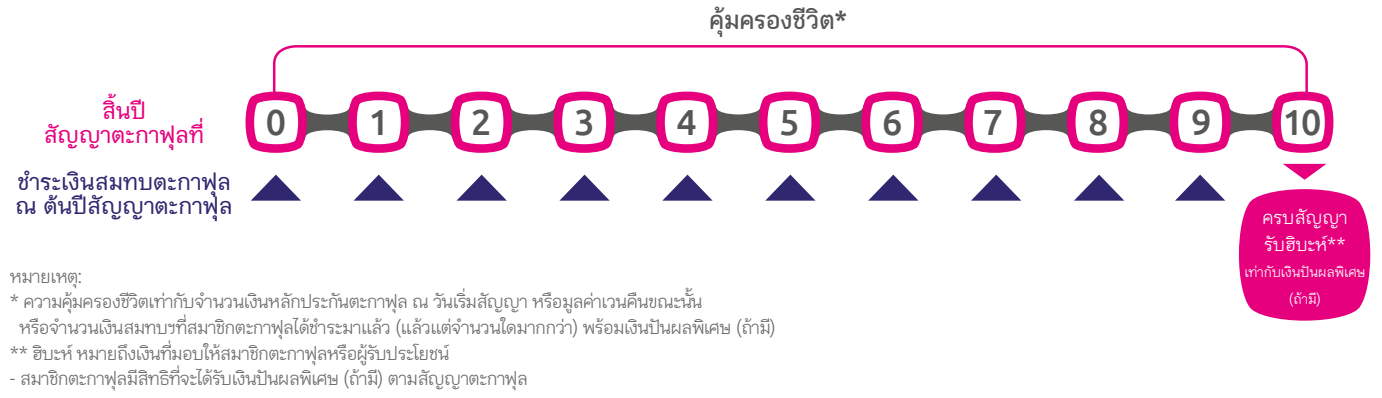 คุ้มครองชีวิต*
สิ้นปี
สัญญาตะกาฟุลที่
0 1 2 3 4 5 6 7 8 9 10
ชำระเงินสมทบตะกาฟุล
ณ ต้นปีสัญญาตะกาฟุล
ครบสัญญา
รับฮิบะห์**
เท่ากับเงินปันผลพิเศษ
(ถ้ามี)
หมายเหตุ:
* ความคุ้มครองชีวิตเท่ากับจำนวนเงินหลักประกันตะกาฟุล ณ วันเริ่มสัญญา หรือมูลค่าเวนคืนขณะนั้น
หรือจำนวนเงินสมทบฯที่สมาชิกตะกาฟุลได้ชำระมาแล้ว (แล้วแต่จำนวนใดมากกว่า) พร้อมเงินปันผลพิเศษ (ถ้ามี)
** ฮิบะห์ หมายถึงเงินที่มอบให้สมาชิกตะกาฟุลหรือผู้รับประโยชน์
- สมาชิกตะกาฟุลมีสิทธิที่จะได้รับเงินปันผลพิเศษ (ถ้ามี) ตามสัญญาตะกาฟุล